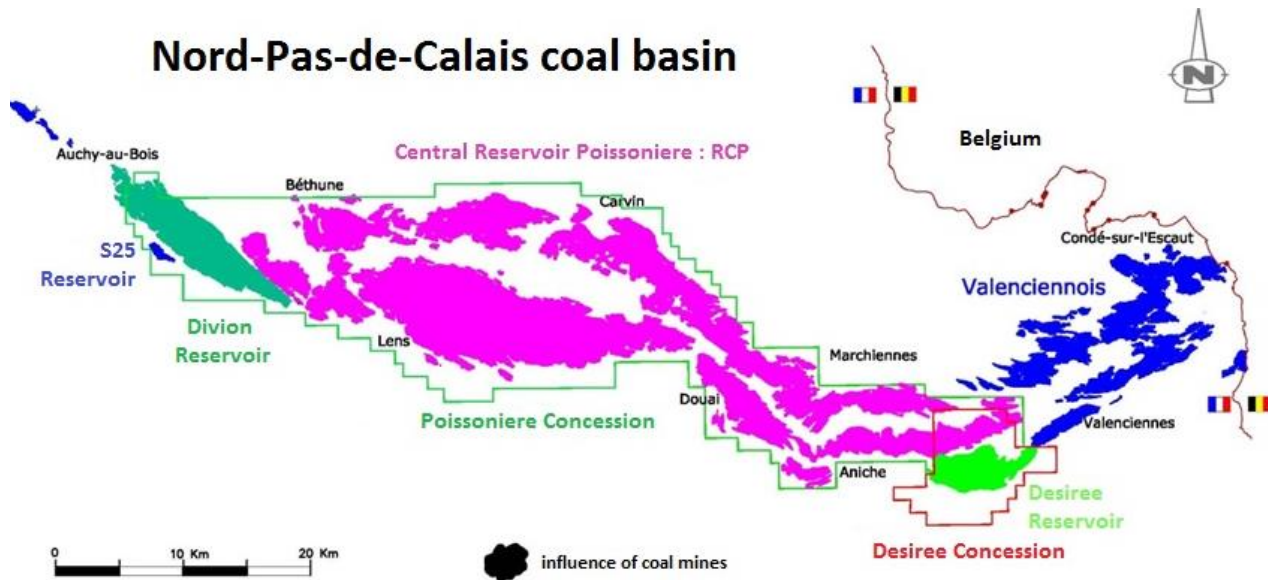 Nord-Pas-de-Calais coal basin
N
Belgium
Auchy-au-Bois
Central Reservoir Poissoniere : RCP
Béthune
Carvin
Condé-sur-l'Escaut
S25
Reservoir
Valenciennois
Divion
Reservoir
Lens
Marchiennes
Douai
Poissoniere Concession
Valenciennes
Aniche
Desiree
Reservoir
Desiree Concession
0
10 Km
20 Km
influence of coal mines